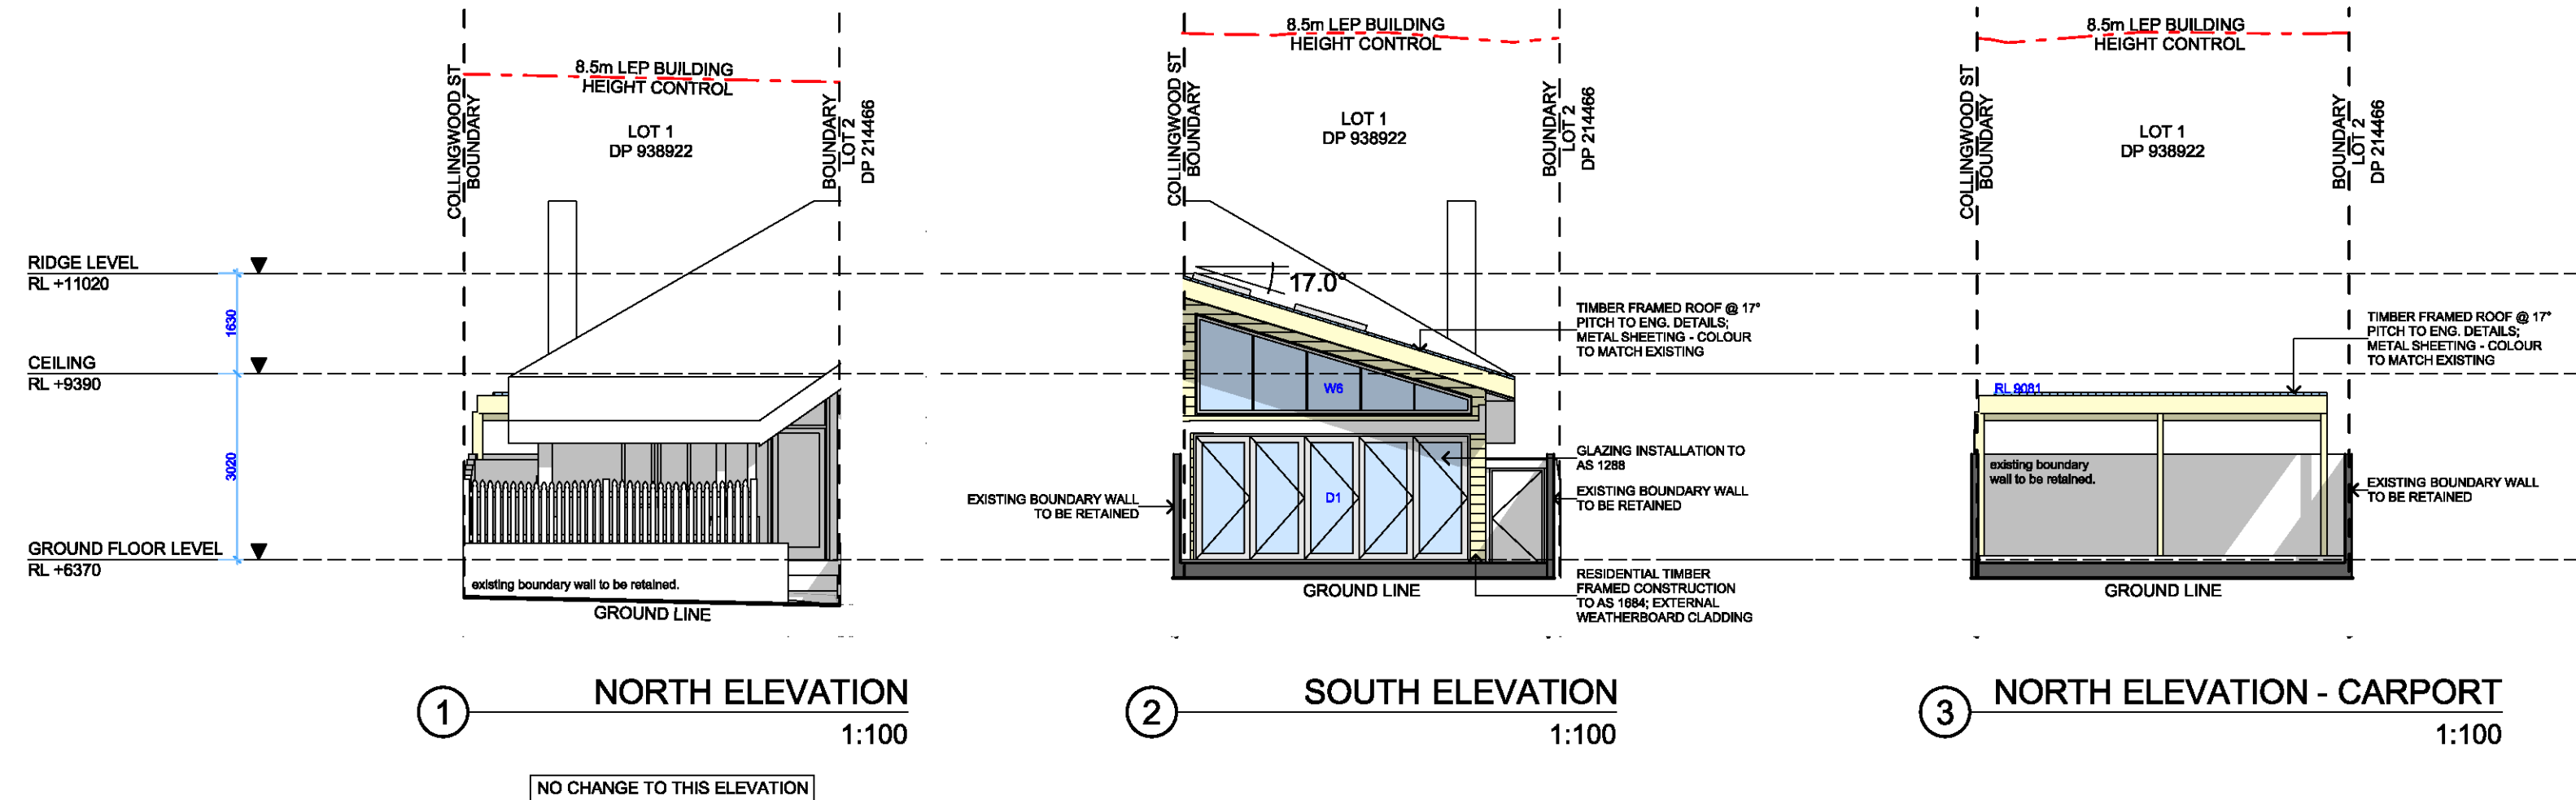 RIDGE LEVEL
RL +11020
1630
CEILING
RL +9390
3020
GROUND FLOOR LEVEL
RL +6370
8.5m LEP BUILDING
HEIGHT CONTROL
COLLINGWOOD ST
BOUNDARY
LOT 1
DP 938922
BOUNDARY
LOT 2
DP 214466
existing boundary wall to be retained.
GROUND LINE
1
NORTH ELEVATION
1:100
NO CHANGE TO THIS ELEVATION
8.5m LEP BUILDING
HEIGHT CONTROL
COLLINGWOOD ST
BOUNDARY
LOT 1
DP 938922
BOUNDARY
LOT 2
DP 214466
17.0°
TIMBER FRAMED ROOF @ 17°
PITCH TO ENG. DETAILS;
METAL SHEETING - COLOUR
TO MATCH EXISTING
W6
GLAZING INSTALLATION TO
AS 1288
D1
EXISTING BOUNDARY WALL
TO BE RETAINED
EXISTING BOUNDARY WALL
TO BE RETAINED
RESIDENTIAL TIMBER
FRAMED CONSTRUCTION
TO AS 1684; EXTERNAL
WEATHERBOARD CLADDING
GROUND LINE
2
SOUTH ELEVATION
1:100
8.5m LEP BUILDING
HEIGHT CONTROL
COLLINGWOOD ST
BOUNDARY
LOT 1
DP 938922
BOUNDARY
LOT 2
DP 214466
TIMBER FRAMED ROOF @ 17°
PITCH TO ENG. DETAILS;
METAL SHEETING - COLOUR
TO MATCH EXISTING
RL 9081
existing boundary
wall to be retained.
EXISTING BOUNDARY WALL
TO BE RETAINED
GROUND LINE
3
NORTH ELEVATION - CARPORT
1:100